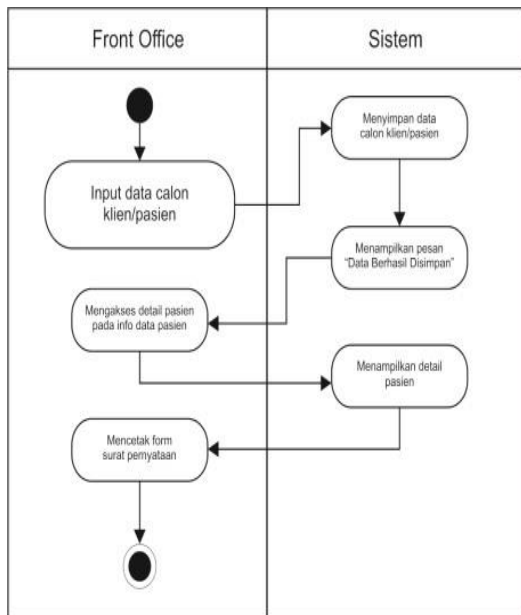 Front Office
Sistem
Input data calon
klien/pasien
Menyimpan data
calon klien/pasien
Menampilkan pesan
“Data Berhasil Disimpan”
Mengakses detail pasien
pada info data pasien
Menampilkan detail
pasien
Mencetak form
surat pernyataan